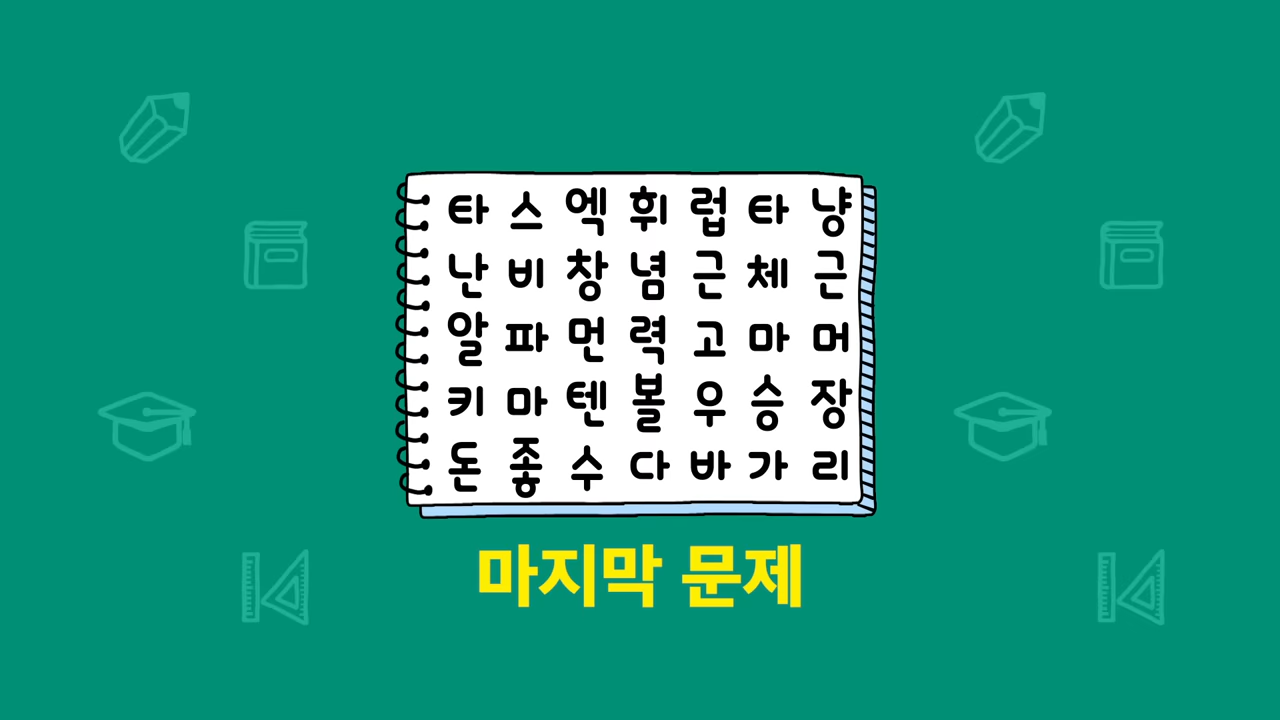 타 스 엑 휘 럽 타 냥
난 비 창 념 근 체 근
알 파 먼 력 고 마 머
키 마 텐 볼 우 승 장
돈 좋 수 다 바 가 리
마지막 문제